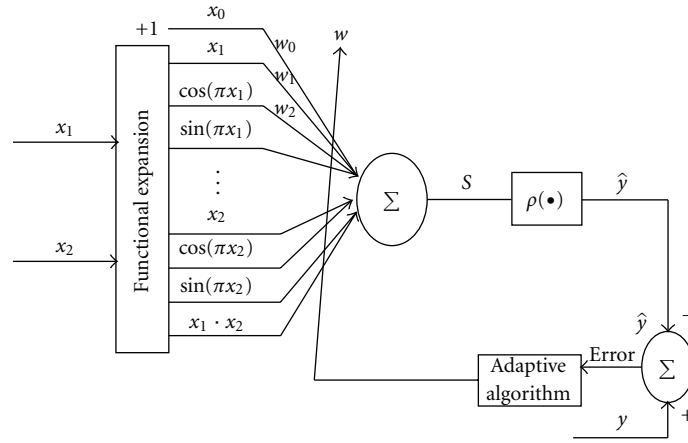 +1
x₀
w₀
x₁
w₁
cos(πx₁)
w₂
sin(πx₁)
⋮
x₂
cos(πx₂)
sin(πx₂)
x₁ · x₂
x₁
x₂
Functional expansion
w
Σ
S
ρ(•)
ŷ
−
ŷ
Σ
+
y
Error
Adaptive
algorithm